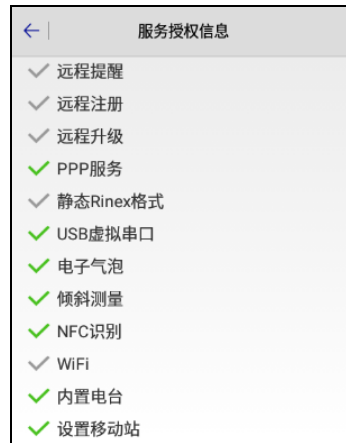 服务授权信息
远程提醒
远程注册
远程升级
PPP服务
静态Rinex格式
USB虚拟串口
电子气泡
倾斜测量
NFC识别
WiFi
内置电台
设置移动站